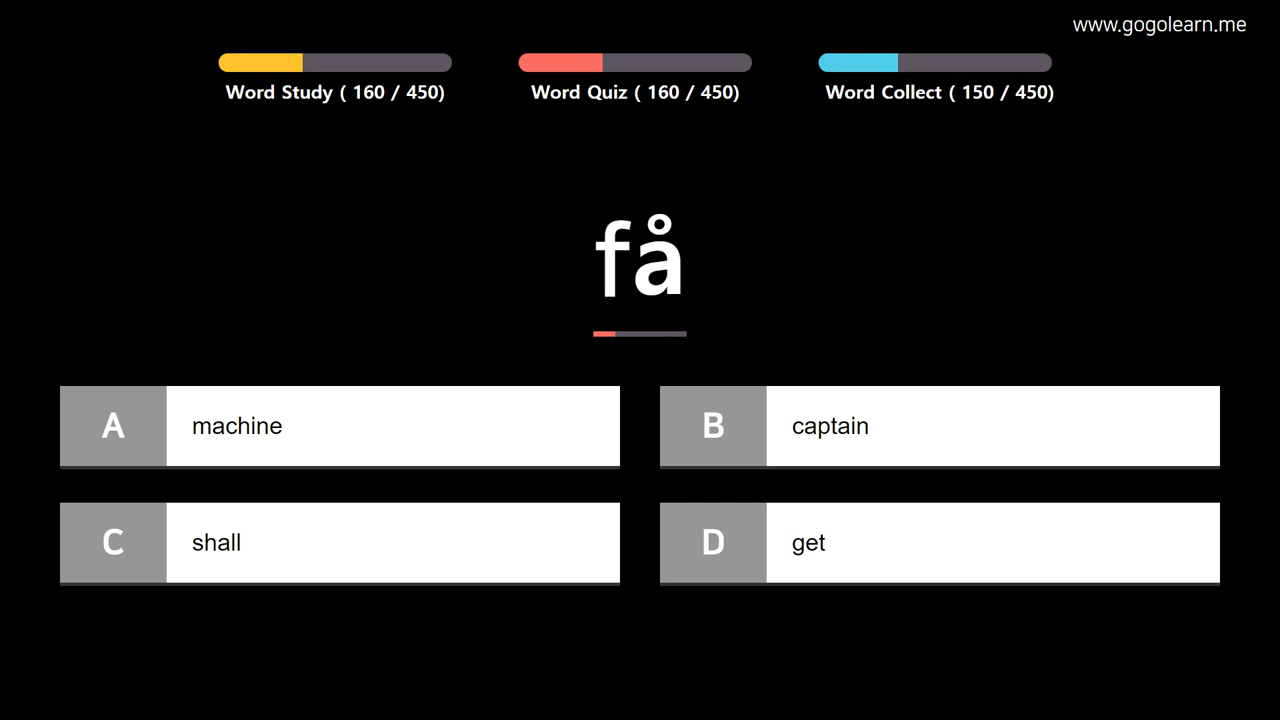 www.gogolearn.me
Word Study ( 160 / 450)
Word Quiz ( 160 / 450)
Word Collect ( 150 / 450)
få
A machine
B captain
C shall
D get